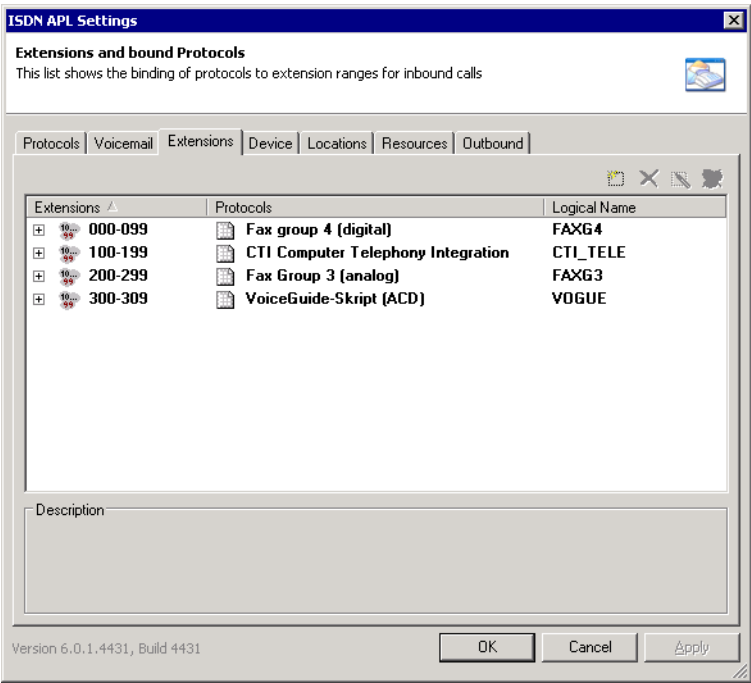 ISDN APL Settings
Extensions and bound Protocols
This list shows the binding of protocols to extension ranges for inbound calls
Protocols Voicemail Extensions Device Locations Resources Outbound
Extensions Protocols Logical Name
000-099 Fax group 4 (digital) FAXG4
100-199 CTI Computer Telephony Integration CTI_TELE
200-299 Fax Group 3 (analog) FAXG3
300-309 VoiceGuide-Skript (ACD) VOGUE
Description
Version 6.0.1.4431, Build 4431 OK Cancel Apply